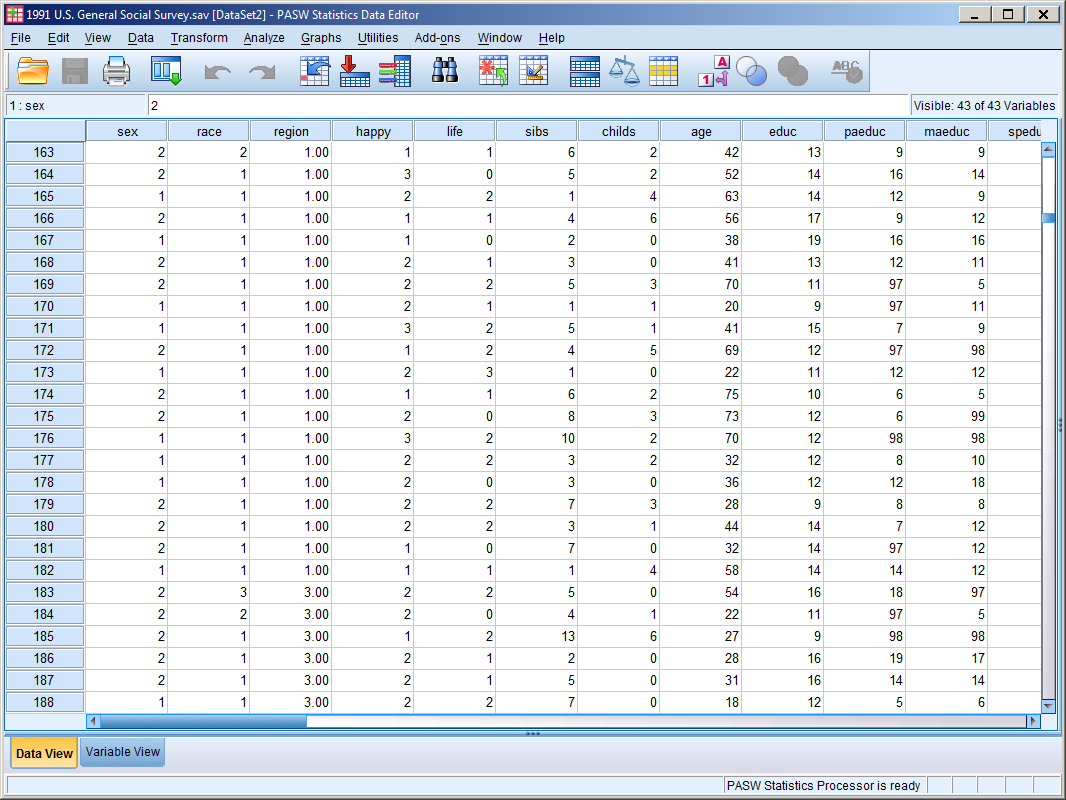 1991 U.S. General Social Survey.sav [DataSet2] - PASW Statistics Data Editor
File Edit View Data Transform Analyze Graphs Utilities Add-ons Window Help
1 A ABC
1 : sex 2 Visible: 43 of 43 Variables
sex race region happy life sibs childs age educ paeduc maeduc spedu
163 2 2 1.00 1 1 6 2 42 13 9 9
164 2 1 1.00 3 0 5 2 52 14 16 14
165 1 1 1.00 2 2 1 4 63 14 12 9
166 2 1 1.00 1 1 4 6 56 17 9 12
167 1 1 1.00 1 0 2 0 38 19 16 16
168 2 1 1.00 2 1 3 0 41 13 12 11
169 2 1 1.00 2 2 5 3 70 11 97 5
170 1 1 1.00 2 1 1 1 20 9 97 11
171 1 1 1.00 3 2 5 1 41 15 7 9
172 2 1 1.00 1 2 4 5 69 12 97 98
173 1 1 1.00 2 3 1 0 22 11 12 12
174 2 1 1.00 1 1 6 2 75 10 6 5
175 2 1 1.00 2 0 8 3 73 12 6 99
176 1 1 1.00 3 2 10 2 70 12 98 98
177 1 1 1.00 2 2 3 2 32 12 8 10
178 1 1 1.00 2 0 3 0 36 12 12 18
179 2 1 1.00 2 2 7 3 28 9 8 8
180 2 1 1.00 2 2 3 1 44 14 7 12
181 2 1 1.00 1 0 7 0 32 14 97 12
182 1 1 1.00 1 1 1 4 58 14 14 12
183 2 3 3.00 2 2 5 0 54 16 18 97
184 2 2 3.00 2 0 4 1 22 11 97 5
185 2 1 3.00 1 2 13 6 27 9 98 98
186 2 1 3.00 2 1 2 0 28 16 19 17
187 2 1 3.00 2 1 5 0 31 16 14 14
188 1 1 3.00 2 2 7 0 18 12 5 6
Data View Variable View
PASW Statistics Processor is ready